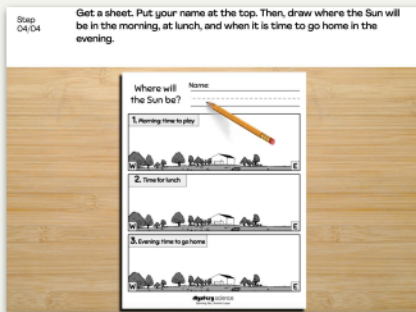 Step
04/04
Get a sheet. Put your name at the top. Then, draw where the Sun will
be in the morning, at lunch, and when it is time to go home in the
evening.
Where will
the Sun be?
Name:
1. Morning: time to play
W
E
2. Time for lunch
W
E
3. Evening: time to go home
W
E
mystery science